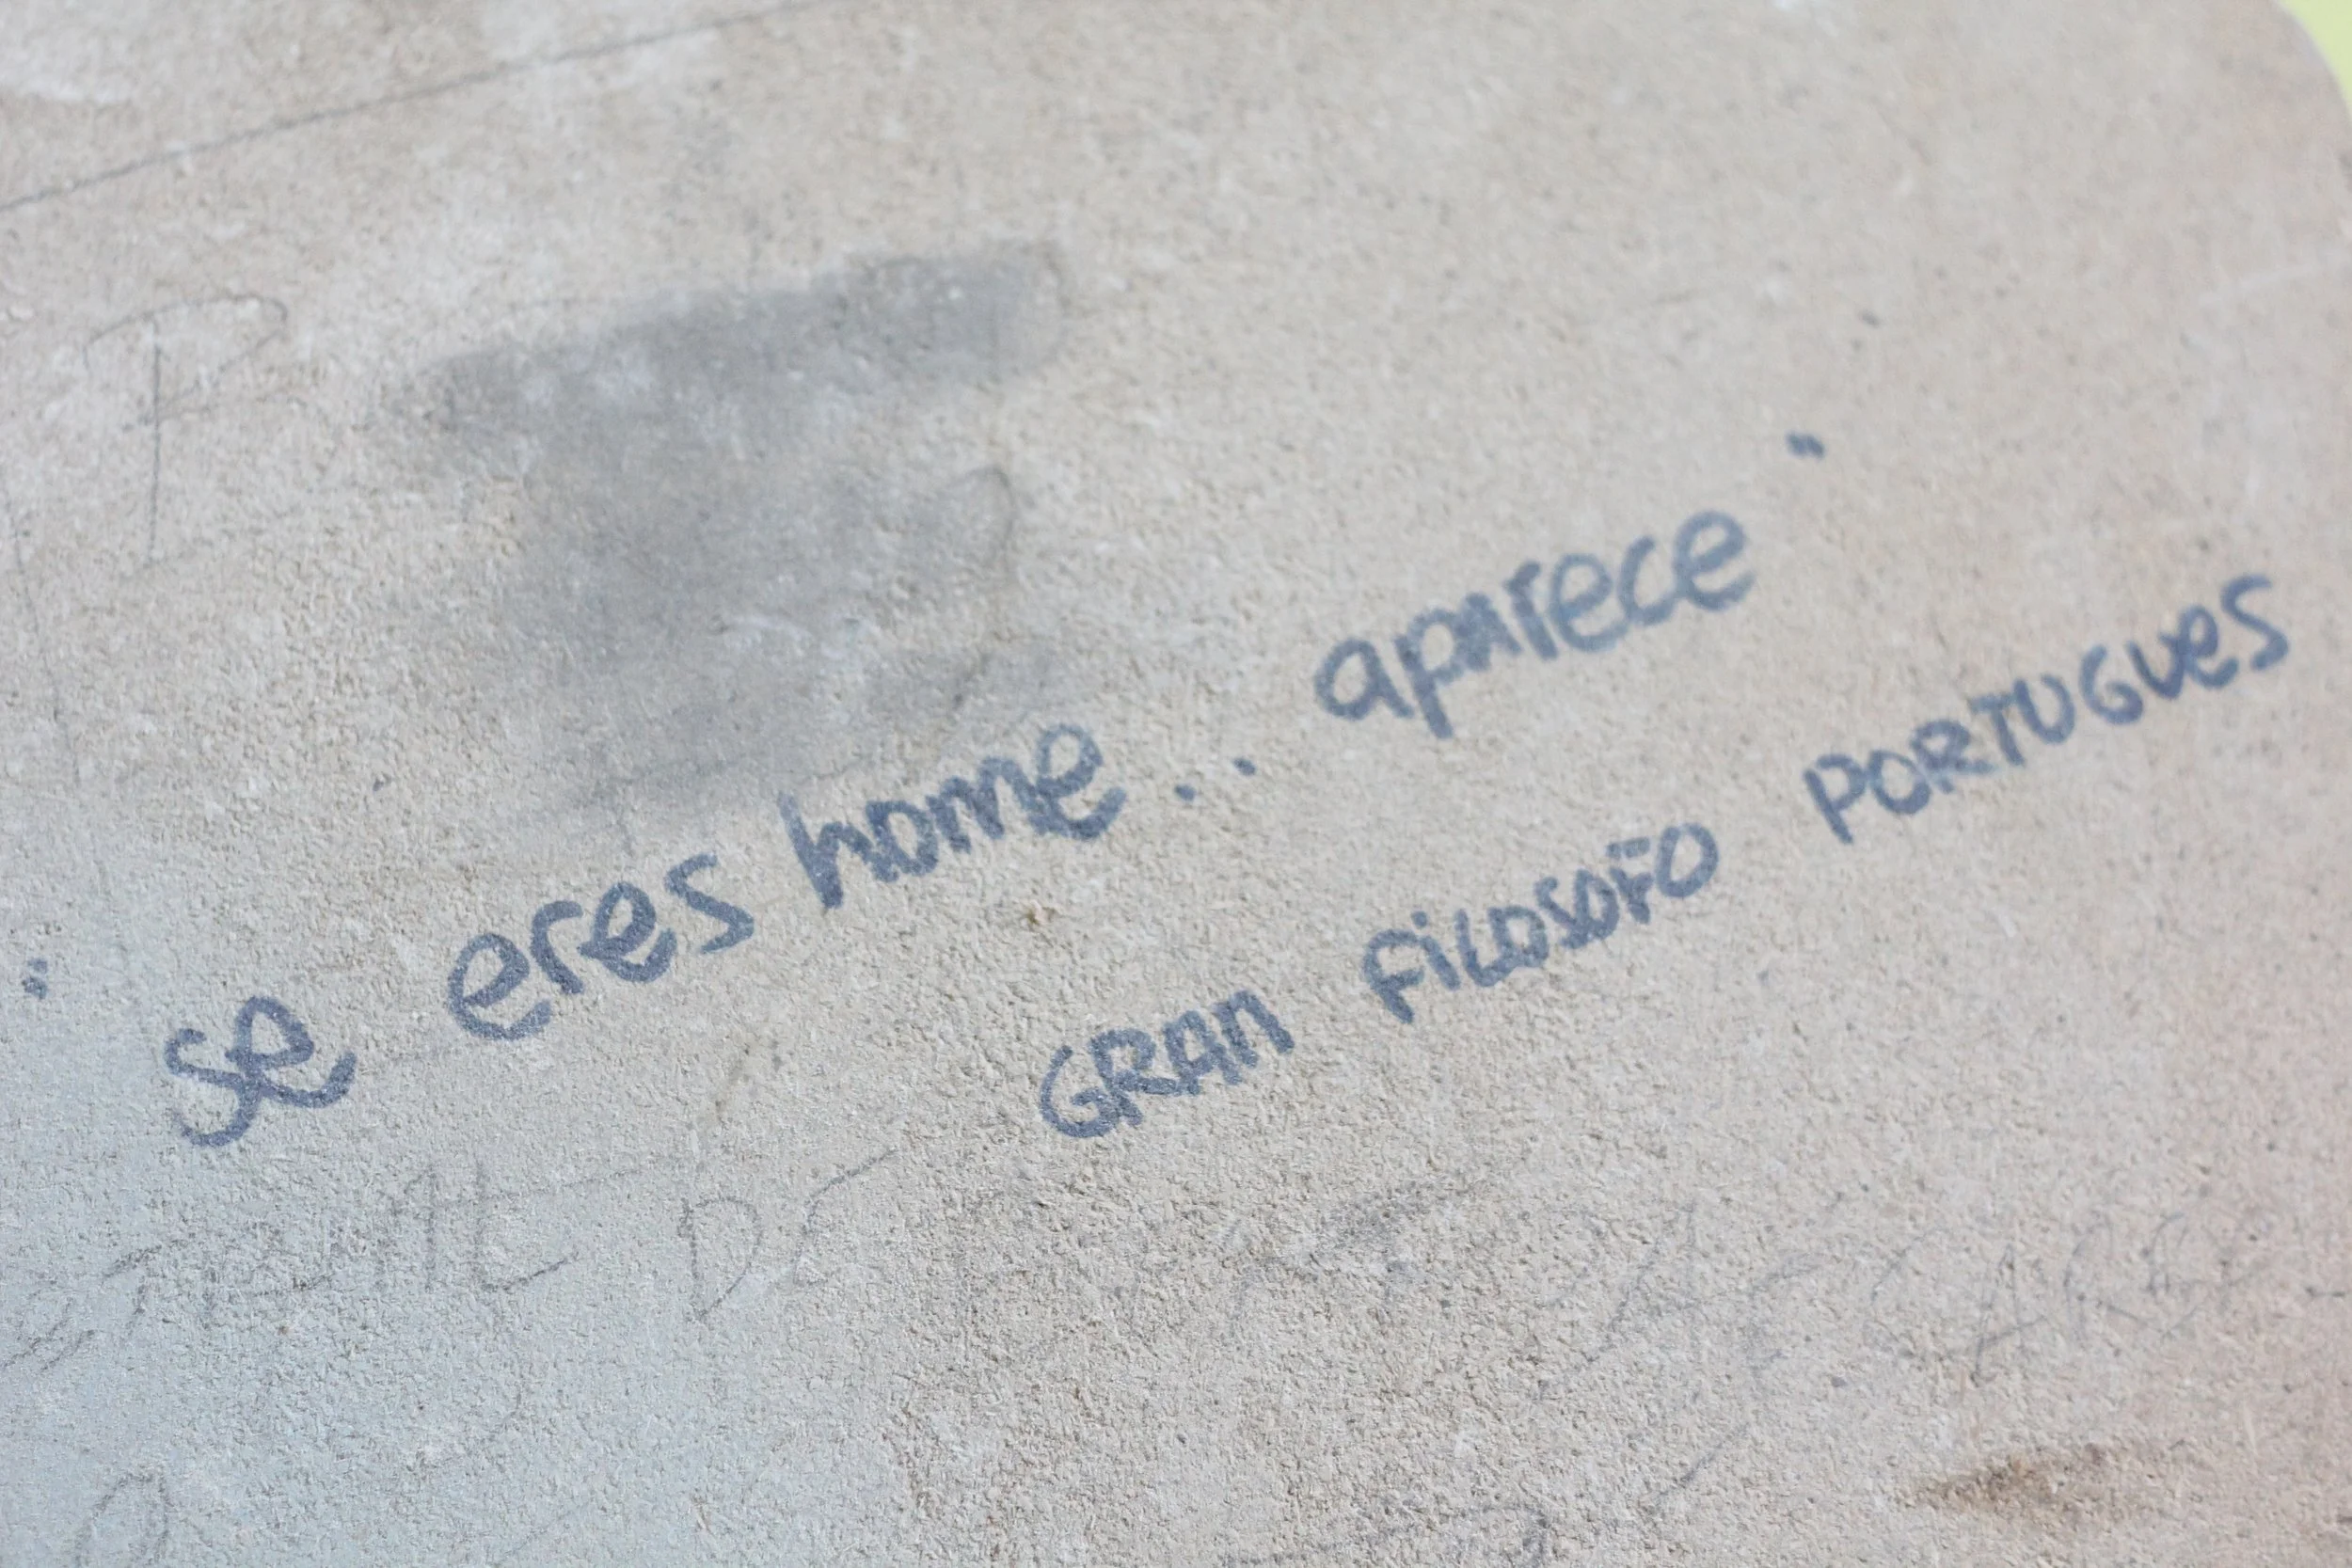 "se eres home.. aparece"
GRAN FiLOSOFO PORTUGUeS